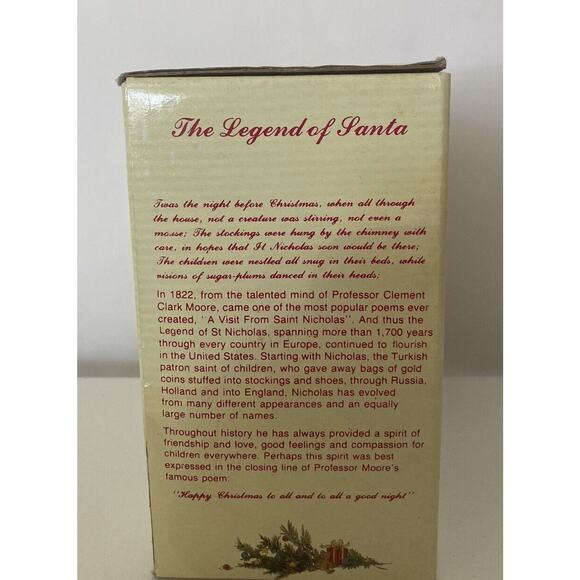 The Legend of Santa
Twas the night before Christmas, when all through
the house, not a creature was stirring, not even a
mouse; The stockings were hung by the chimney with
care, in hopes that St Nicholas soon would be there;
The children were nestled all snug in their beds, while
visions of sugar-plums danced in their heads;
In 1822, from the talented mind of Professor Clement
Clark Moore, came one of the most popular poems ever
created, "A Visit From Saint Nicholas". And thus the
Legend of St Nicholas, spanning more than 1,700 years
through every country in Europe, continued to flourish
in the United States. Starting with Nicholas, the Turkish
patron saint of children, who gave away bags of gold
coins stuffed into stockings and shoes, through Russia,
Holland and into England, Nicholas has evolved
from many different appearances and an equally
large number of names.
Throughout history he has always provided a spirit of
friendship and love, good feelings and compassion for
children everywhere. Perhaps this spirit was best
expressed in the closing line of Professor Moore's
famous poem:
"Happy Christmas to all and to all a good night"